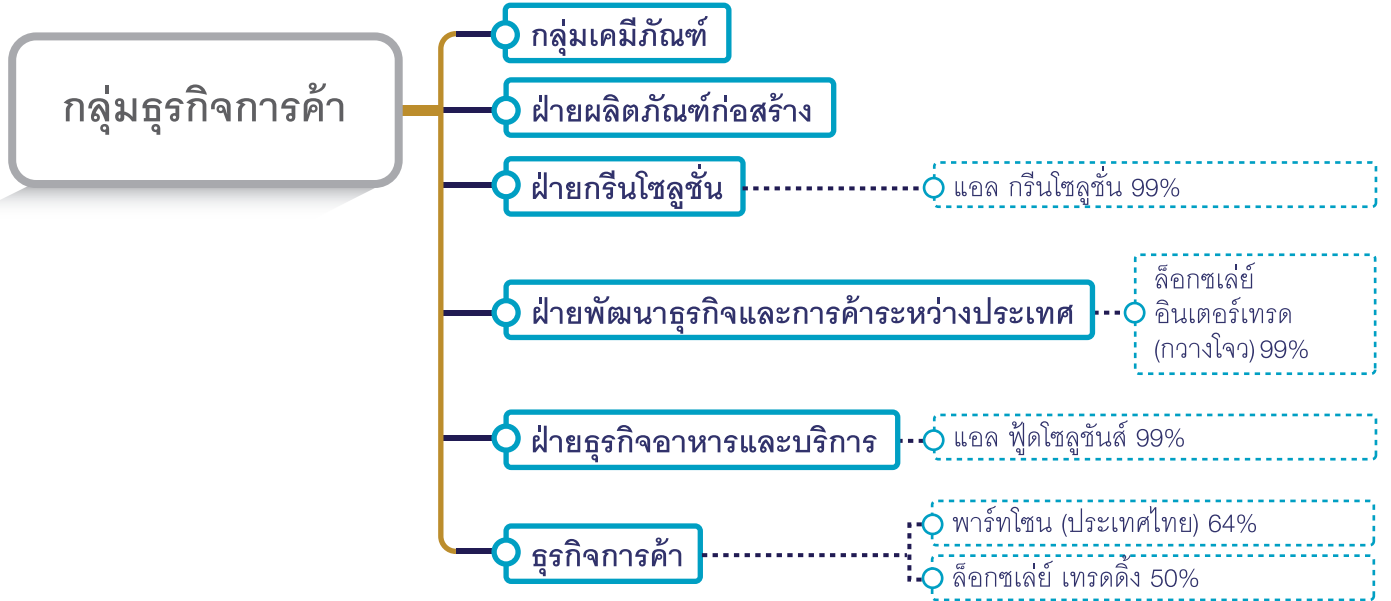 กลุ่มธุรกิจการค้า
กลุ่มเคมีภัณฑ์
ฝ่ายผลิตภัณฑ์ก่อสร้าง
ฝ่ายกรีนโซลูชั่น
แอล กรีนโซลูชั่น 99%
ฝ่ายพัฒนาธุรกิจและการค้าระหว่างประเทศ
ล็อกซเล่ย์
อินเตอร์เทรด
(กวางโจว) 99%
ฝ่ายธุรกิจอาหารและบริการ
แอล ฟู้ดโซลูชันส์ 99%
ธุรกิจการค้า
พาร์ทโซน (ประเทศไทย) 64%
ล็อกซเล่ย์ เทรดดิ้ง 50%